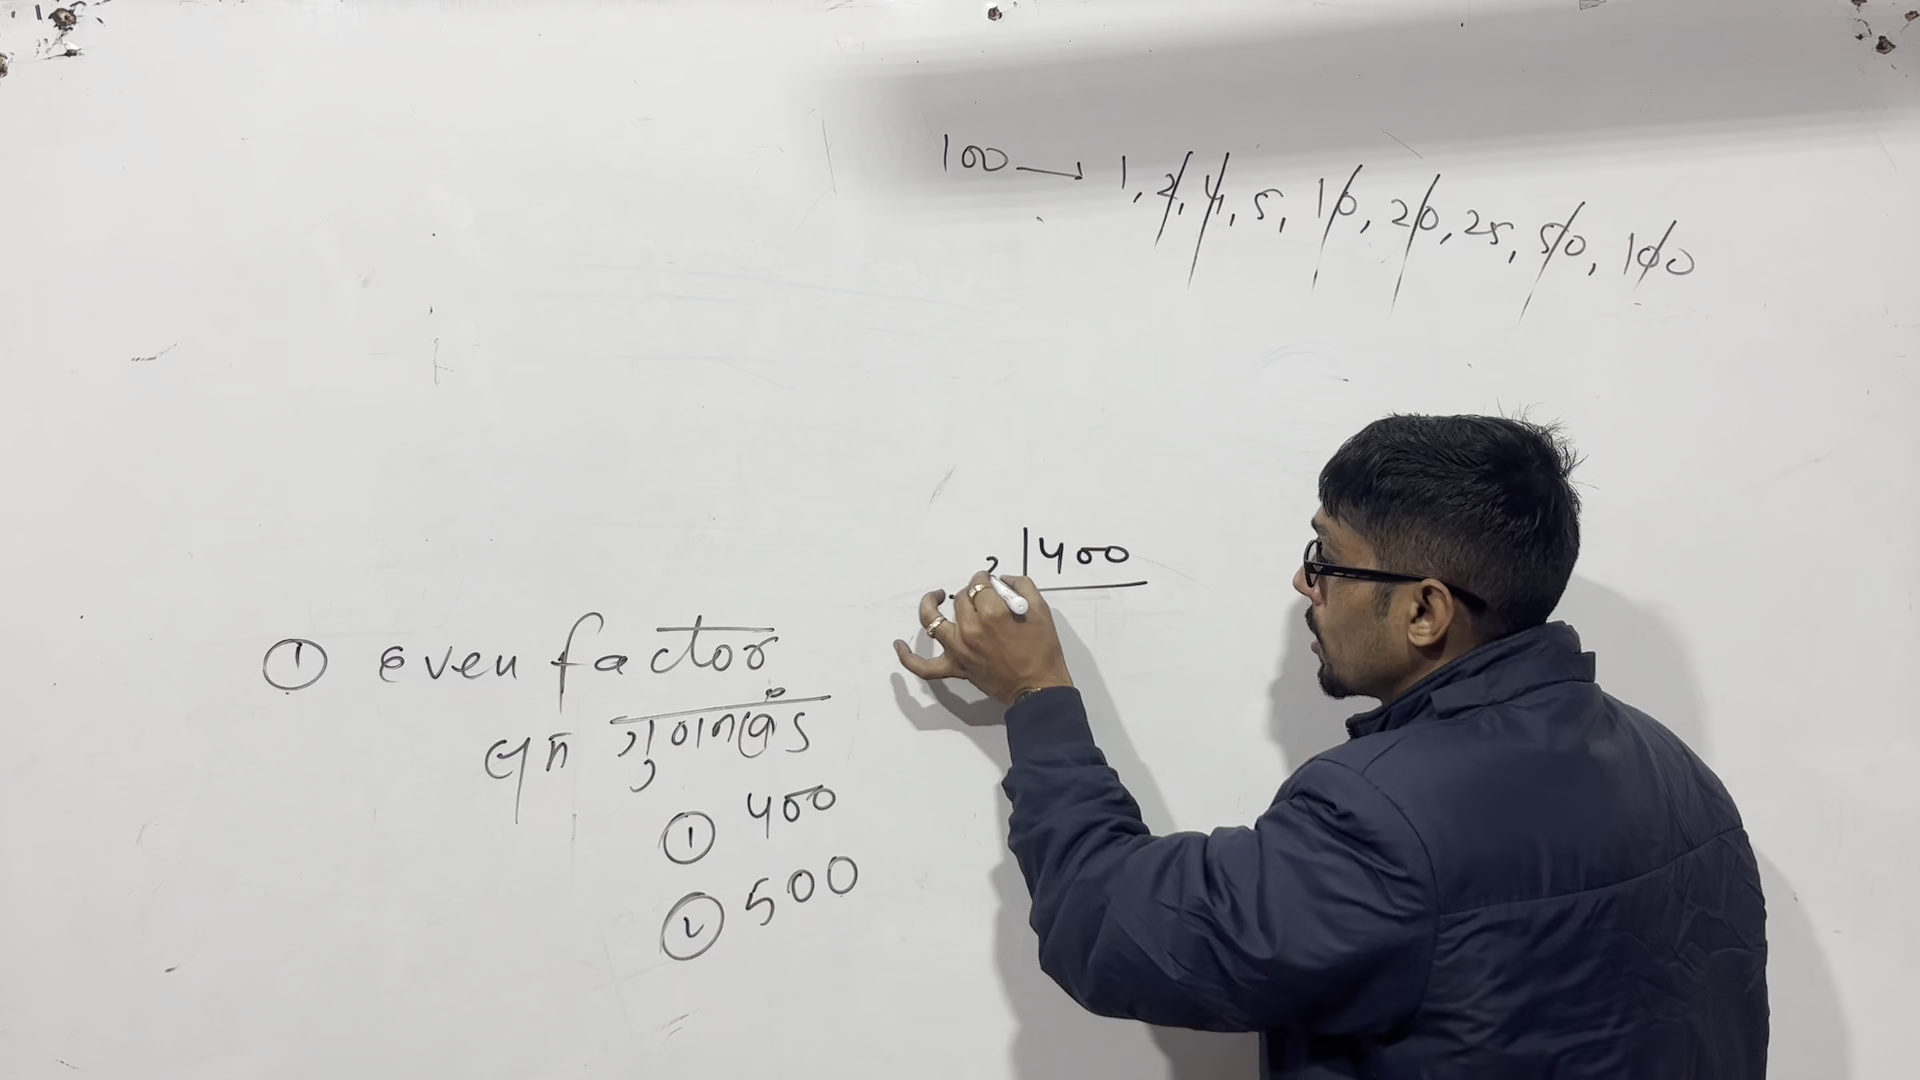 100 → 1, 2, 4, 5, 10, 20, 25, 50, 100
2 | 400
① even factor
सम गुणनखंड
① 400
② 500